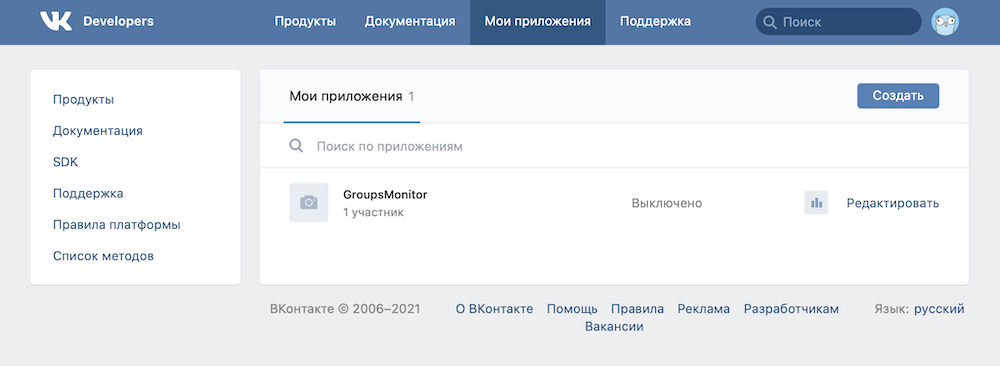 VK Developers Продукты Документация Мои приложения Поддержка Поиск
Продукты
Документация
SDK
Поддержка
Правила платформы
Список методов
Мои приложения 1 Создать
Поиск по приложениям
GroupsMonitor
1 участник
Выключено Редактировать
ВКонтакте © 2006–2021 О ВКонтакте Помощь Правила Реклама Разработчикам Язык: русский
Вакансии